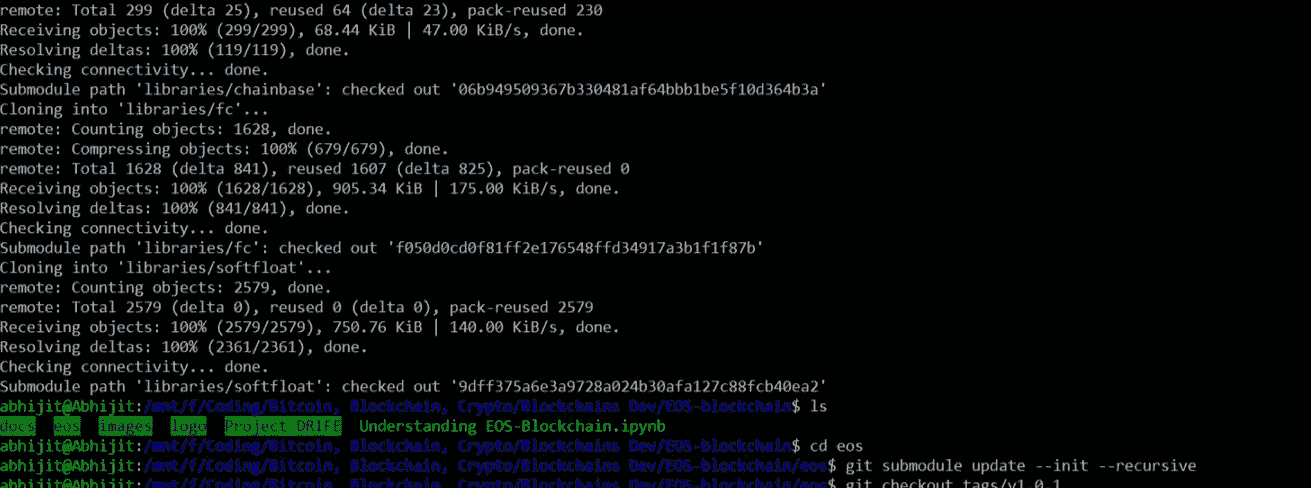 remote: Total 299 (delta 25), reused 64 (delta 23), pack-reused 230
Receiving objects: 100% (299/299), 68.44 KiB | 47.00 KiB/s, done.
Resolving deltas: 100% (119/119), done.
Checking connectivity... done.
Submodule path 'libraries/chainbase': checked out '06b949509367b330481af64bbb1be5f10d364b3a'
Cloning into 'libraries/fc'...
remote: Counting objects: 1628, done.
remote: Compressing objects: 100% (679/679), done.
remote: Total 1628 (delta 841), reused 1607 (delta 825), pack-reused 0
Receiving objects: 100% (1628/1628), 905.34 KiB | 175.00 KiB/s, done.
Resolving deltas: 100% (841/841), done.
Checking connectivity... done.
Submodule path 'libraries/fc': checked out 'f050d0cd0f81ff2e176548ffd34917a3b1f1f87b'
Cloning into 'libraries/softfloat'...
remote: Counting objects: 2579, done.
remote: Total 2579 (delta 0), reused 0 (delta 0), pack-reused 2579
Receiving objects: 100% (2579/2579), 750.76 KiB | 140.00 KiB/s, done.
Resolving deltas: 100% (2361/2361), done.
Checking connectivity... done.
Submodule path 'libraries/softfloat': checked out '9dff375a6e3a9728a024b30afa127c88fcb40ea2'
abhijit@Abhijit:/mnt/f/Coding/Bitcoin, Blockchain, Crypto/Blockchains Dev/EOS-blockchain$ ls
docs eos images logo Project DRIFF Understanding EOS-Blockchain.ipynb
abhijit@Abhijit:/mnt/f/Coding/Bitcoin, Blockchain, Crypto/Blockchains Dev/EOS-blockchain$ cd eos
abhijit@Abhijit:/mnt/f/Coding/Bitcoin, Blockchain, Crypto/Blockchains Dev/EOS-blockchain/eos$ git submodule update --init --recursive
abhijit@Abhijit:/mnt/f/Coding/Bitcoin, Blockchain, Crypto/Blockchains Dev/EOS-blockchain/eos$ git checkout tags/v1.0.1